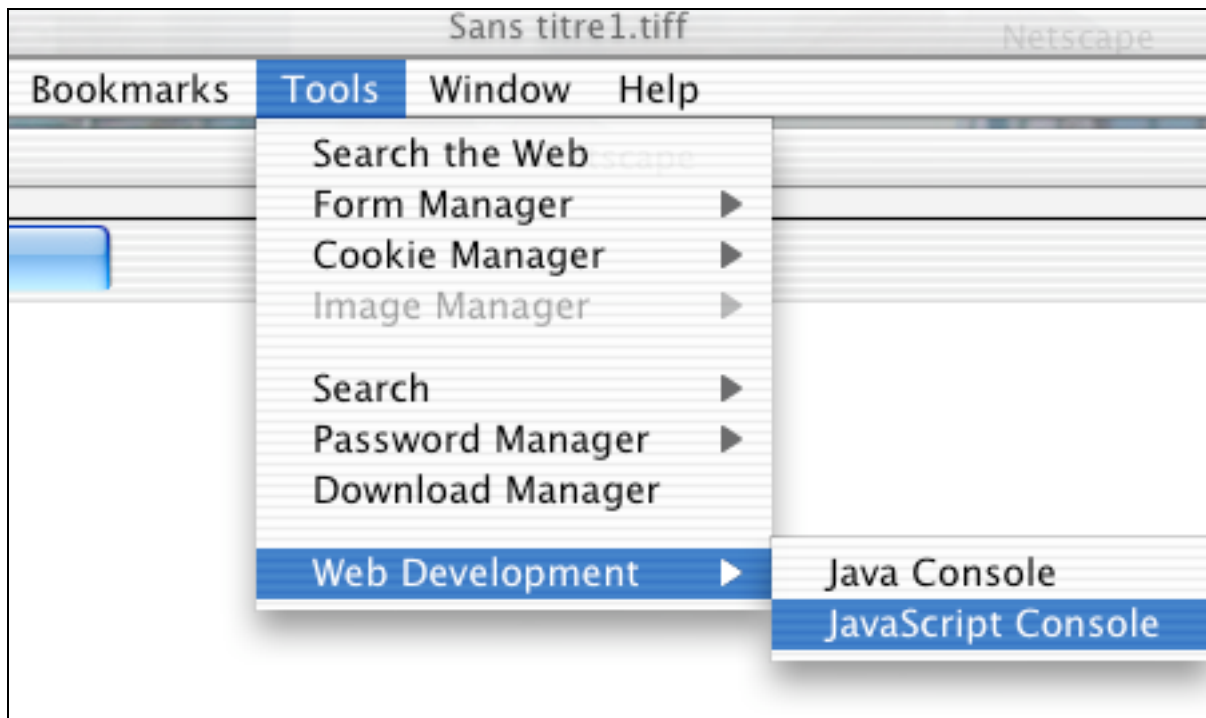 Sans titre1.tiff
Netscape
Bookmarks Tools Window Help
Search the Web
Netscape
Form Manager
Cookie Manager
Image Manager
Search
Password Manager
Download Manager
Web Development
Java Console
JavaScript Console